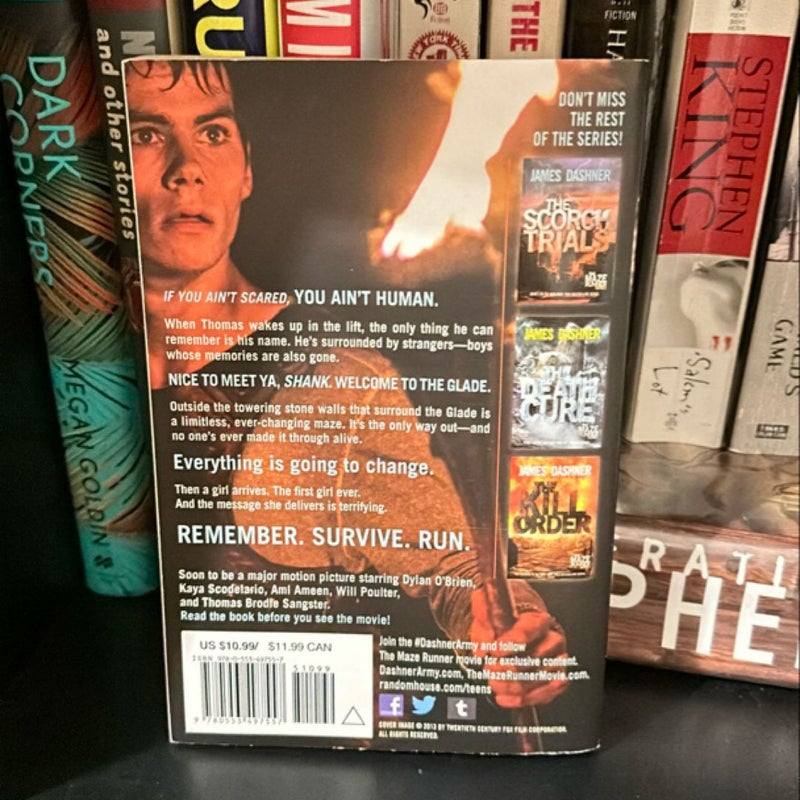 DARK CORNERS
MEGAN GOLDIN
and other stories
FICTION
THE
STEPHEN
KING
'Salem's
Lot
GAME
DON'T MISS
THE REST
OF THE SERIES!
JAMES DASHNER
THE
SCORCH
TRIALS
JAMES DASHNER
THE
DEATH
CURE
JAMES DASHNER
THE
KILL
ORDER
IF YOU AIN'T SCARED, YOU AIN'T HUMAN.
When Thomas wakes up in the lift, the only thing he can
remember is his name. He's surrounded by strangers—boys
whose memories are also gone.
NICE TO MEET YA, SHANK. WELCOME TO THE GLADE.
Outside the towering stone walls that surround the Glade is
a limitless, ever-changing maze. It's the only way out—and
no one's ever made it through alive.
Everything is going to change.
Then a girl arrives. The first girl ever.
And the message she delivers is terrifying.
REMEMBER. SURVIVE. RUN.
Soon to be a major motion picture starring Dylan O'Brien,
Kaya Scodelario, Aml Ameen, Will Poulter,
and Thomas Brodie Sangster.
Read the book before you see the movie!
US $10.99/ $11.99 CAN
ISBN 978-0-553-49755-7
51099
9 780553 497557
Join the #DashnerArmy and follow
The Maze Runner movie for exclusive content.
DashnerArmy.com, TheMazeRunnerMovie.com,
randomhouse.com/teens
COVER IMAGE © 2013 BY TWENTIETH CENTURY FOX FILM CORPORATION.
ALL RIGHTS RESERVED.